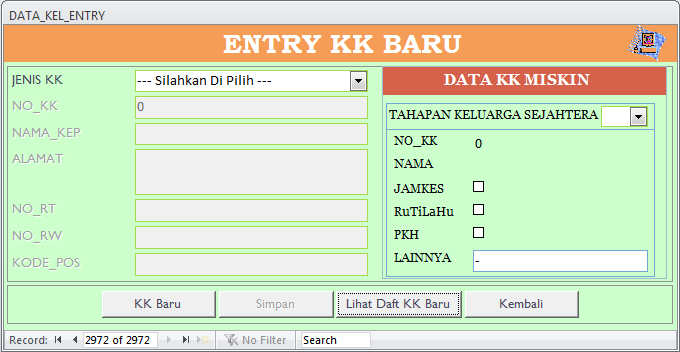 DATA_KEL_ENTRY
ENTRY KK BARU
JENIS KK
--- Silahkan Di Pilih ---
NO_KK
0
NAMA_KEP
ALAMAT
NO_RT
NO_RW
KODE_POS
DATA KK MISKIN
TAHAPAN KELUARGA SEJAHTERA
NO_KK
0
NAMA
JAMKES
RuTiLaHu
PKH
LAINNYA
-
KK Baru
Simpan
Lihat Daft KK Baru
Kembali
Record:
2972 of 2972
No Filter
Search